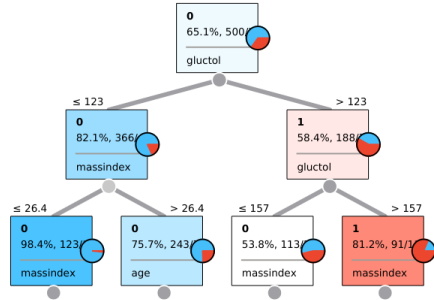 0
65.1%, 500/
gluctol
≤ 123
> 123
0
82.1%, 366/
massindex
1
58.4%, 188/
gluctol
≤ 26.4
> 26.4
≤ 157
> 157
0
98.4%, 123/
massindex
0
75.7%, 243/
age
0
53.8%, 113/
massindex
1
81.2%, 91/1
massindex